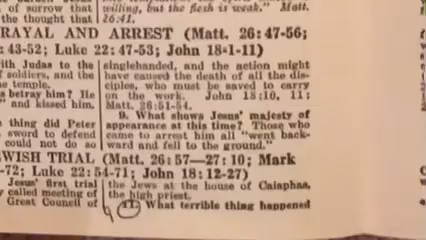 of sorrow that
the thought that
willing, but the flesh is weak." Matt.
26:41.
RAYAL AND ARREST (Matt. 26:47-56;
: 43-52; Luke 22:47-53; John 18:1-11)
with Judas to the
f soldiers, and the
e temple.
s betray him? He
" and kissed him.
thing did Peter
sword to defend
could not do so
singlehanded, and the action might
have caused the death of all the dis-
ciples, who must be saved to carry
on the work. John 18:10, 11;
Matt. 26:51-54.
9. What shows Jesus' majesty of
appearance at this time? Those who
came to arrest him all "went back-
ward and fell to the ground."
WISH TRIAL (Matt. 26:57—27:10; Mark
-72; Luke 22:54-71; John 18:12-27)
Jesus' first trial
called meeting of
Great Council of
the Jews at the house of Caiaphas,
the high priest.
11. What terrible thing happened